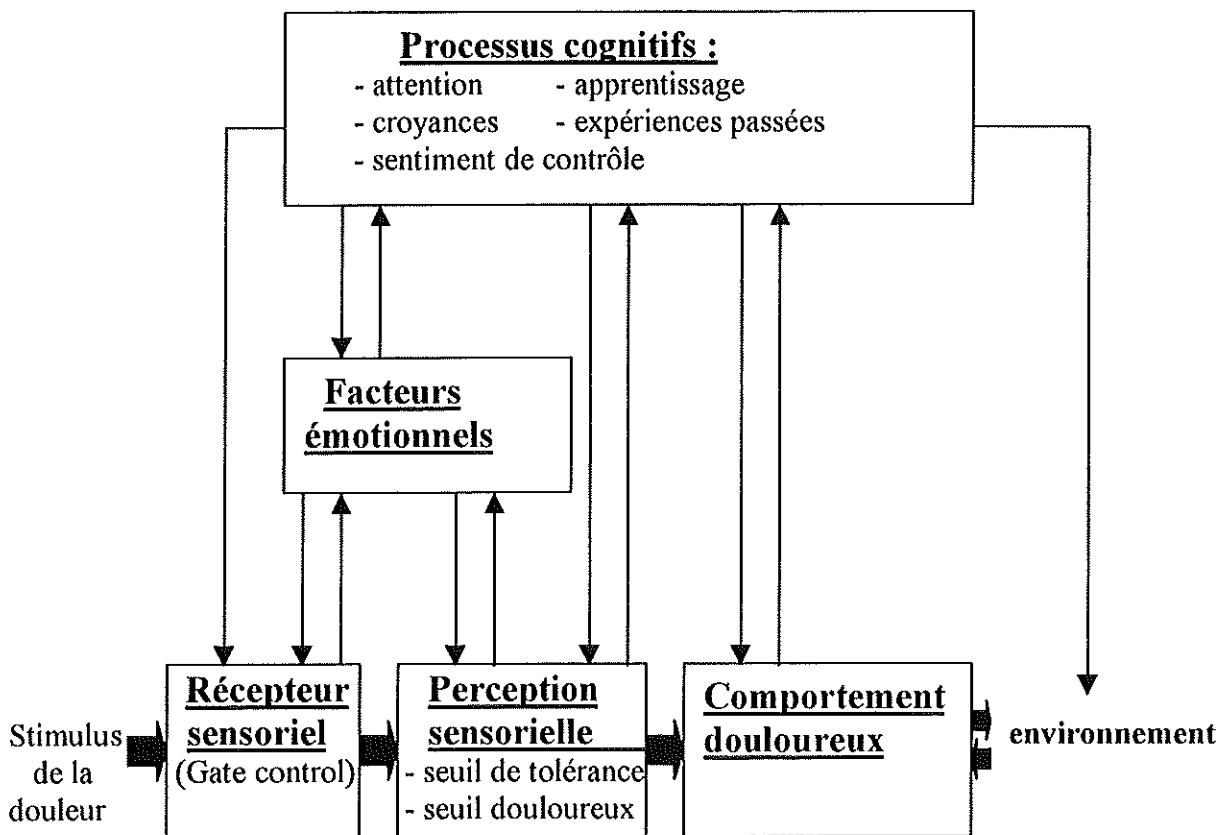 Processus cognitifs :
- attention - apprentissage
- croyances - expériences passées
- sentiment de contrôle
Facteurs
émotionnels
Stimulus
de la
douleur
Récepteur
sensoriel
(Gate control)
Perception
sensorielle
- seuil de tolérance
- seuil douloureux
Comportement
douloureux
environnement